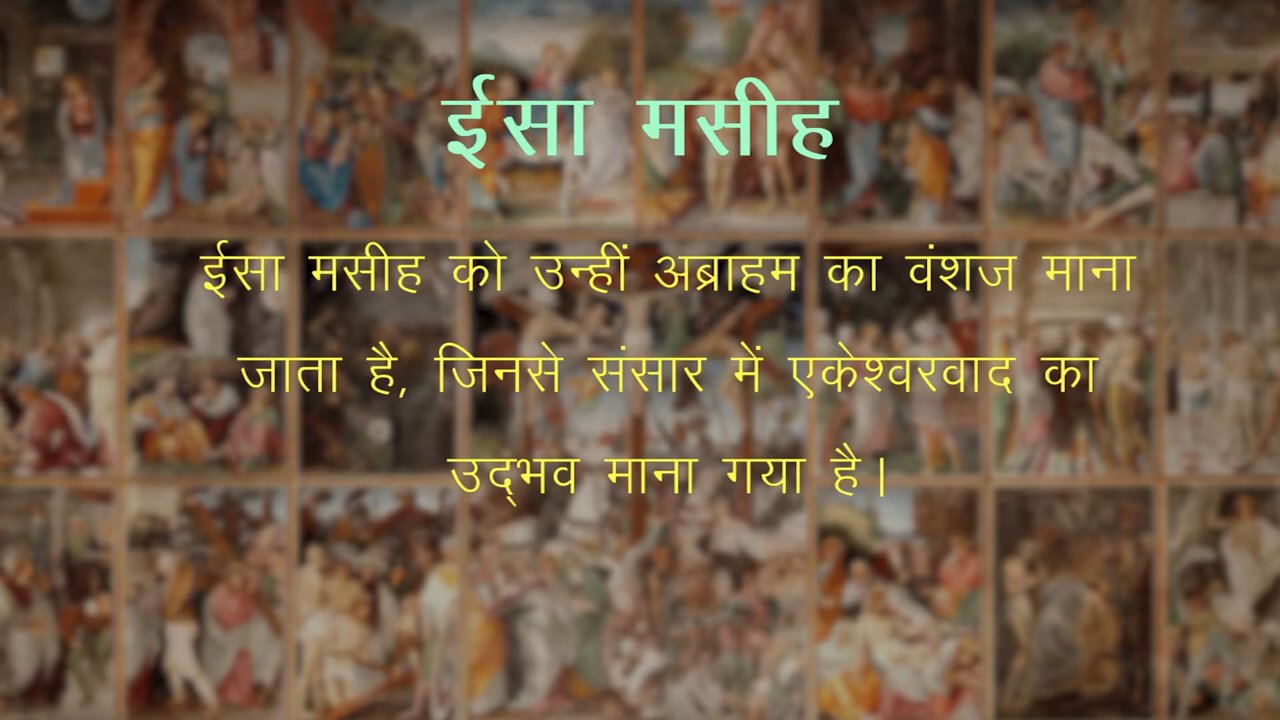 ईसा मसीह
ईसा मसीह को उन्हीं अब्राहम का वंशज माना
जाता है, जिनसे संसार में एकेश्वरवाद का
उद्‌भव माना गया है।